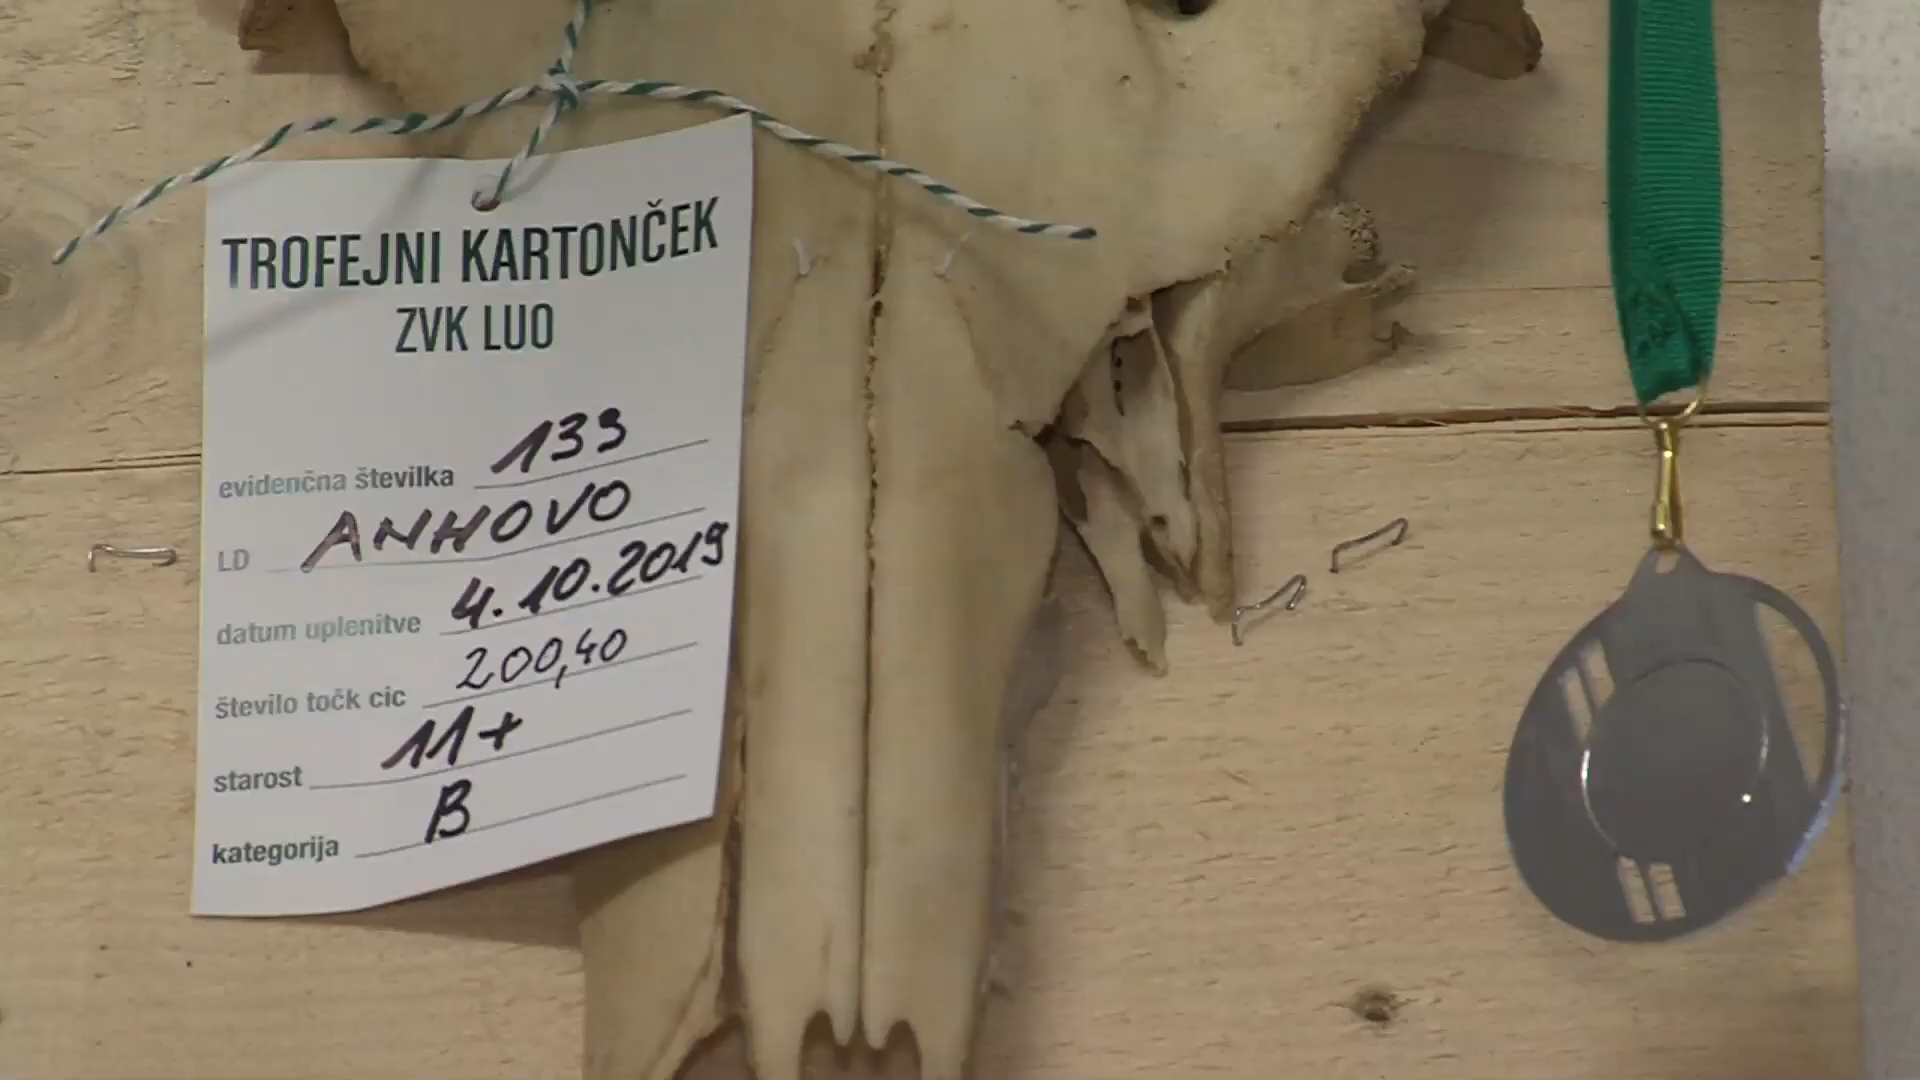 TROFEJNI KARTONČEK
ZVK LUO
evidenčna številka 133
LD ANHOVO
datum uplenitve 4.10.2019
število točk cic 200,40
starost 11+
kategorija B